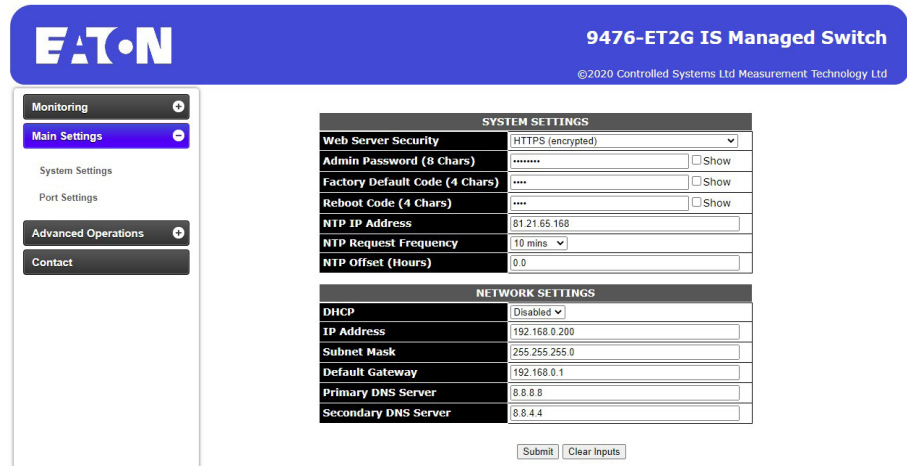 EATON
9476-ET2G IS Managed Switch
©2020 Controlled Systems Ltd Measurement Technology Ltd
Monitoring
Main Settings
System Settings
Port Settings
Advanced Operations
Contact
SYSTEM SETTINGS
Web Server Security HTTPS (encrypted)
Admin Password (8 Chars) •••••••• Show
Factory Default Code (4 Chars) •••• Show
Reboot Code (4 Chars) •••• Show
NTP IP Address 81.21.65.168
NTP Request Frequency 10 mins
NTP Offset (Hours) 0.0
NETWORK SETTINGS
DHCP Disabled
IP Address 192.168.0.200
Subnet Mask 255.255.255.0
Default Gateway 192.168.0.1
Primary DNS Server 8.8.8.8
Secondary DNS Server 8.8.4.4
Submit Clear Inputs